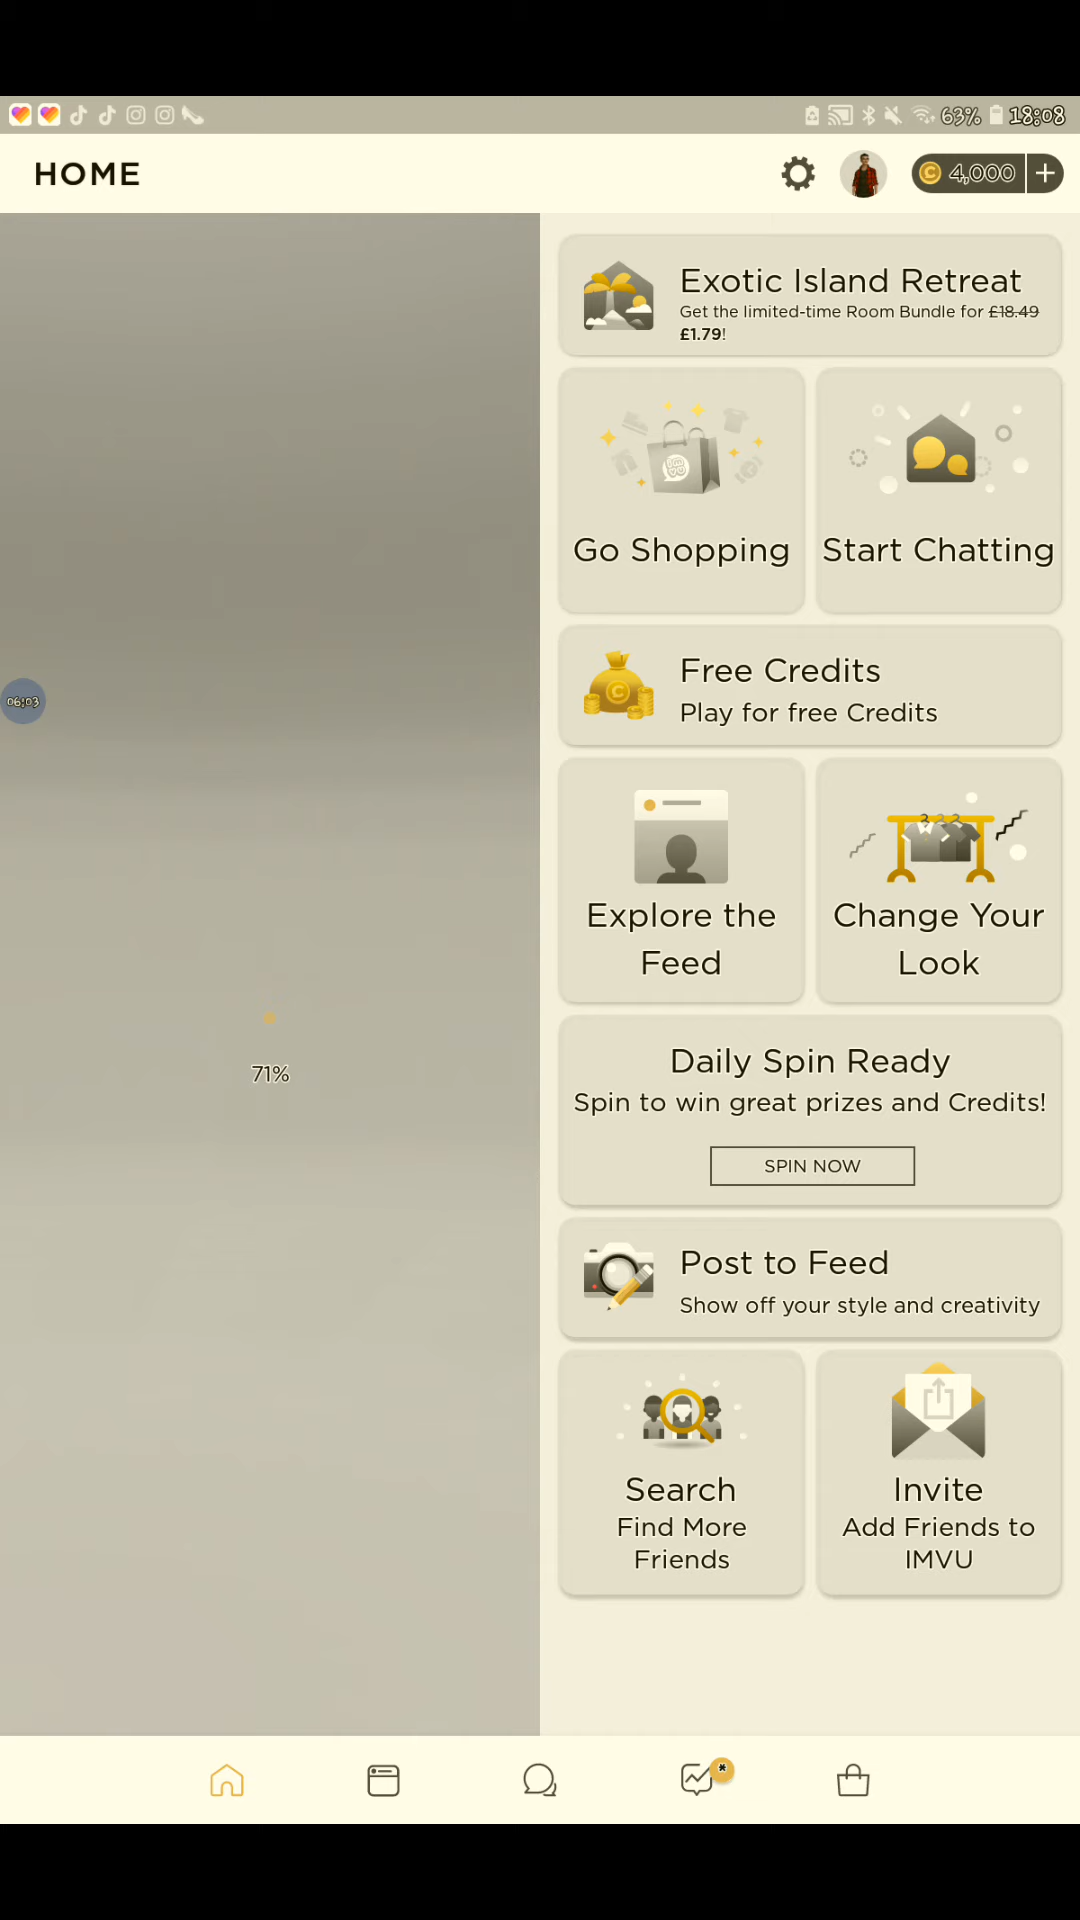 63% 18:08
HOME
4,000
Exotic Island Retreat
Get the limited-time Room Bundle for £18.49
£1.79!
Go Shopping
Start Chatting
Free Credits
Play for free Credits
06:03
Explore the
Feed
Change Your
Look
71%
Daily Spin Ready
Spin to win great prizes and Credits!
SPIN NOW
Post to Feed
Show off your style and creativity
Search
Find More
Friends
Invite
Add Friends to
IMVU